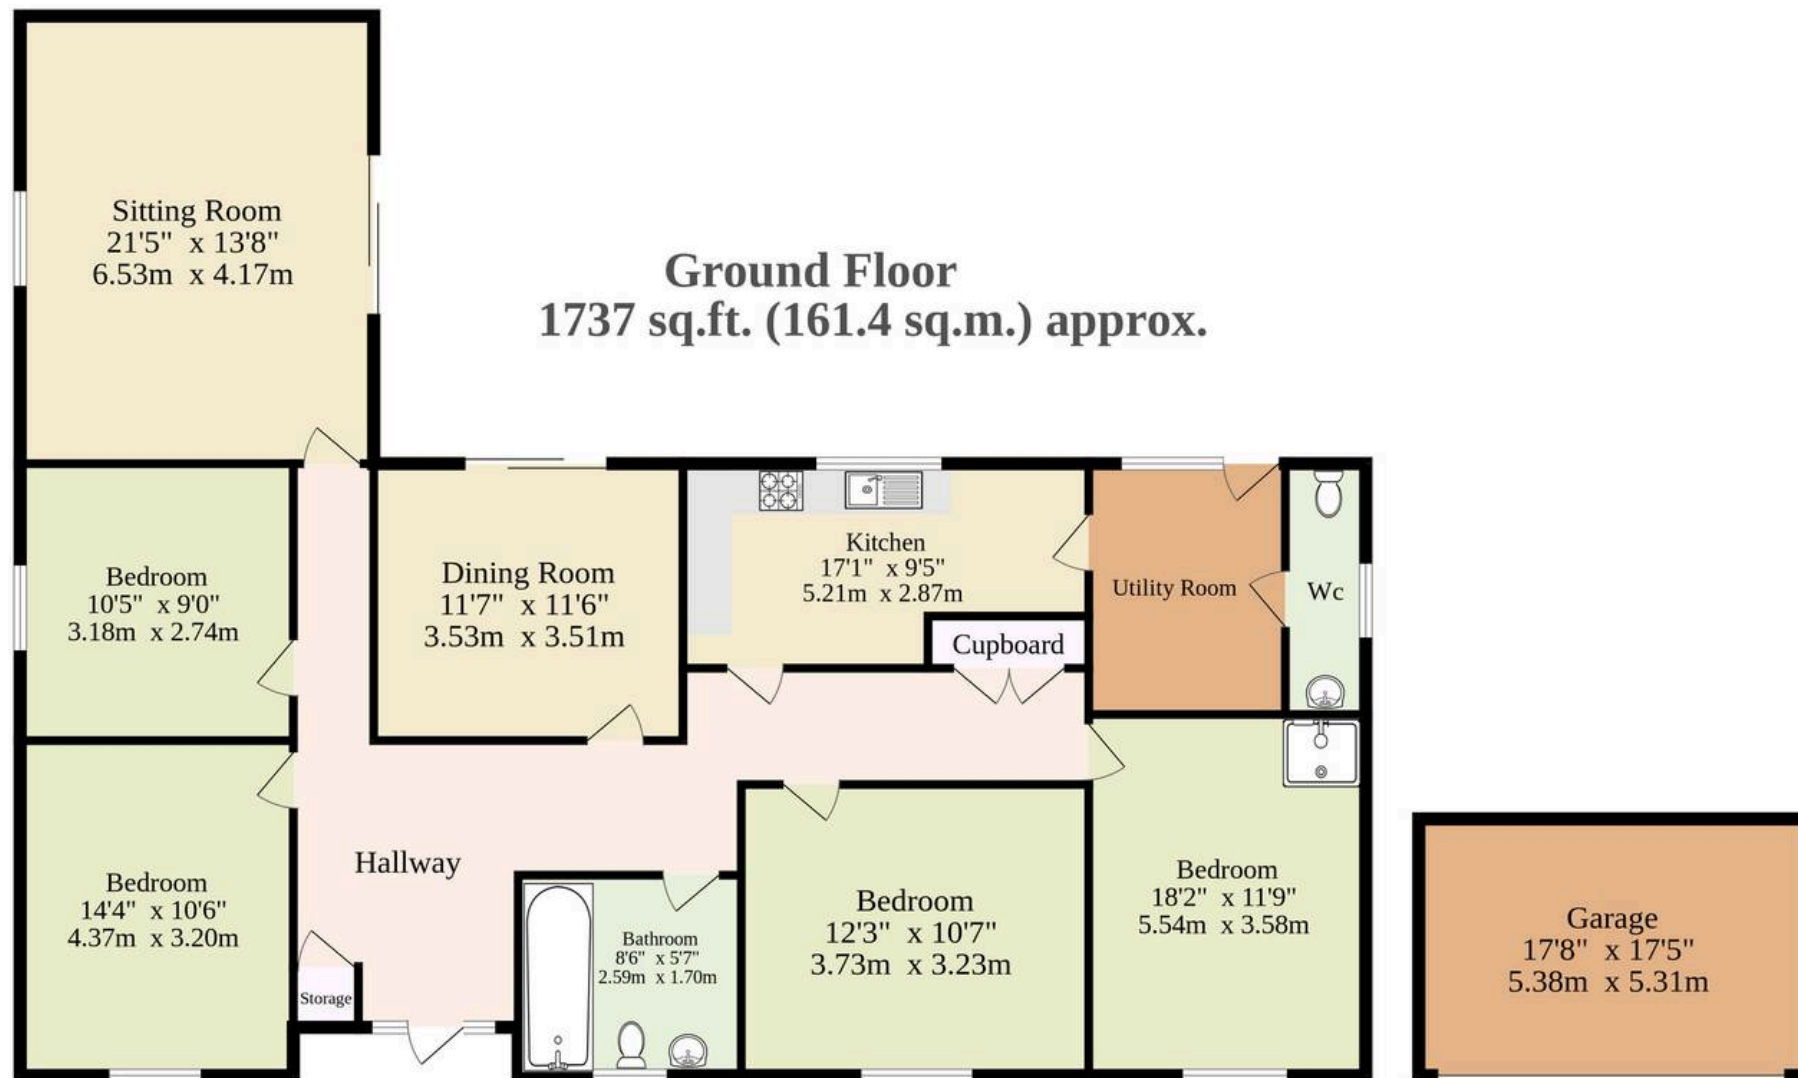 Sitting Room
21'5" x 13'8"
6.53m x 4.17m
Ground Floor
1737 sq.ft. (161.4 sq.m.) approx.
Bedroom
10'5" x 9'0"
3.18m x 2.74m
Dining Room
11'7" x 11'6"
3.53m x 3.51m
Kitchen
17'1" x 9'5"
5.21m x 2.87m
Cupboard
Utility Room
Wc
Bedroom
14'4" x 10'6"
4.37m x 3.20m
Hallway
Storage
Bathroom
8'6" x 5'7"
2.59m x 1.70m
Bedroom
12'3" x 10'7"
3.73m x 3.23m
Bedroom
18'2" x 11'9"
5.54m x 3.58m
Garage
17'8" x 17'5"
5.38m x 5.31m